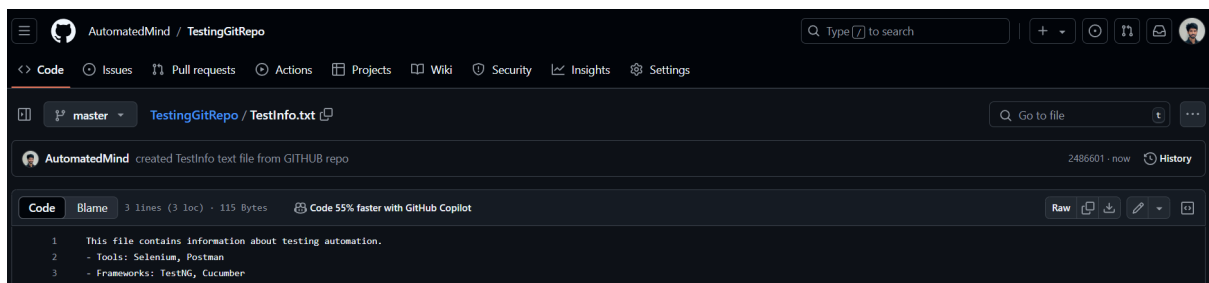 AutomatedMind / TestingGitRepo
Type / to search
Code Issues Pull requests Actions Projects Wiki Security Insights Settings
master TestingGitRepo / TestInfo.txt Go to file t
AutomatedMind created TestInfo text file from GITHUB repo 2486601 · now History
Code Blame 3 lines (3 loc) · 115 Bytes Code 55% faster with GitHub Copilot Raw
1 This file contains information about testing automation.
2 - Tools: Selenium, Postman
3 - Frameworks: TestNG, Cucumber